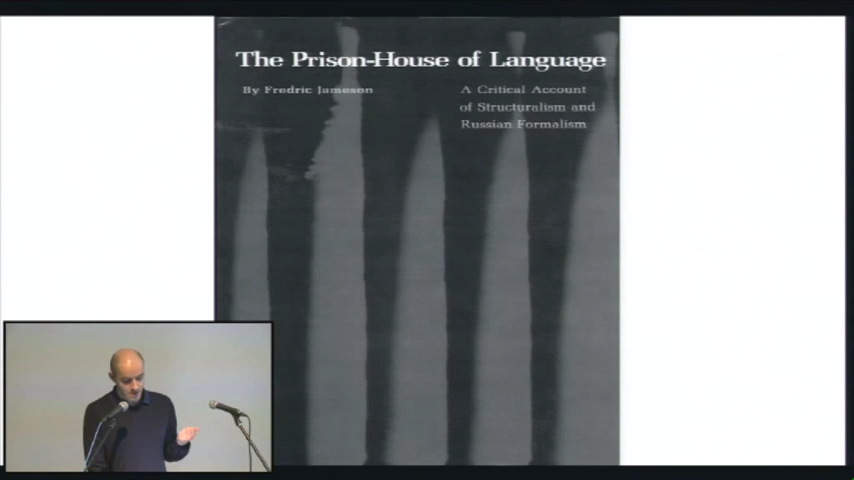 The Prison-House of Language
By Fredric Jameson
A Critical Account
of Structuralism and
Russian Formalism